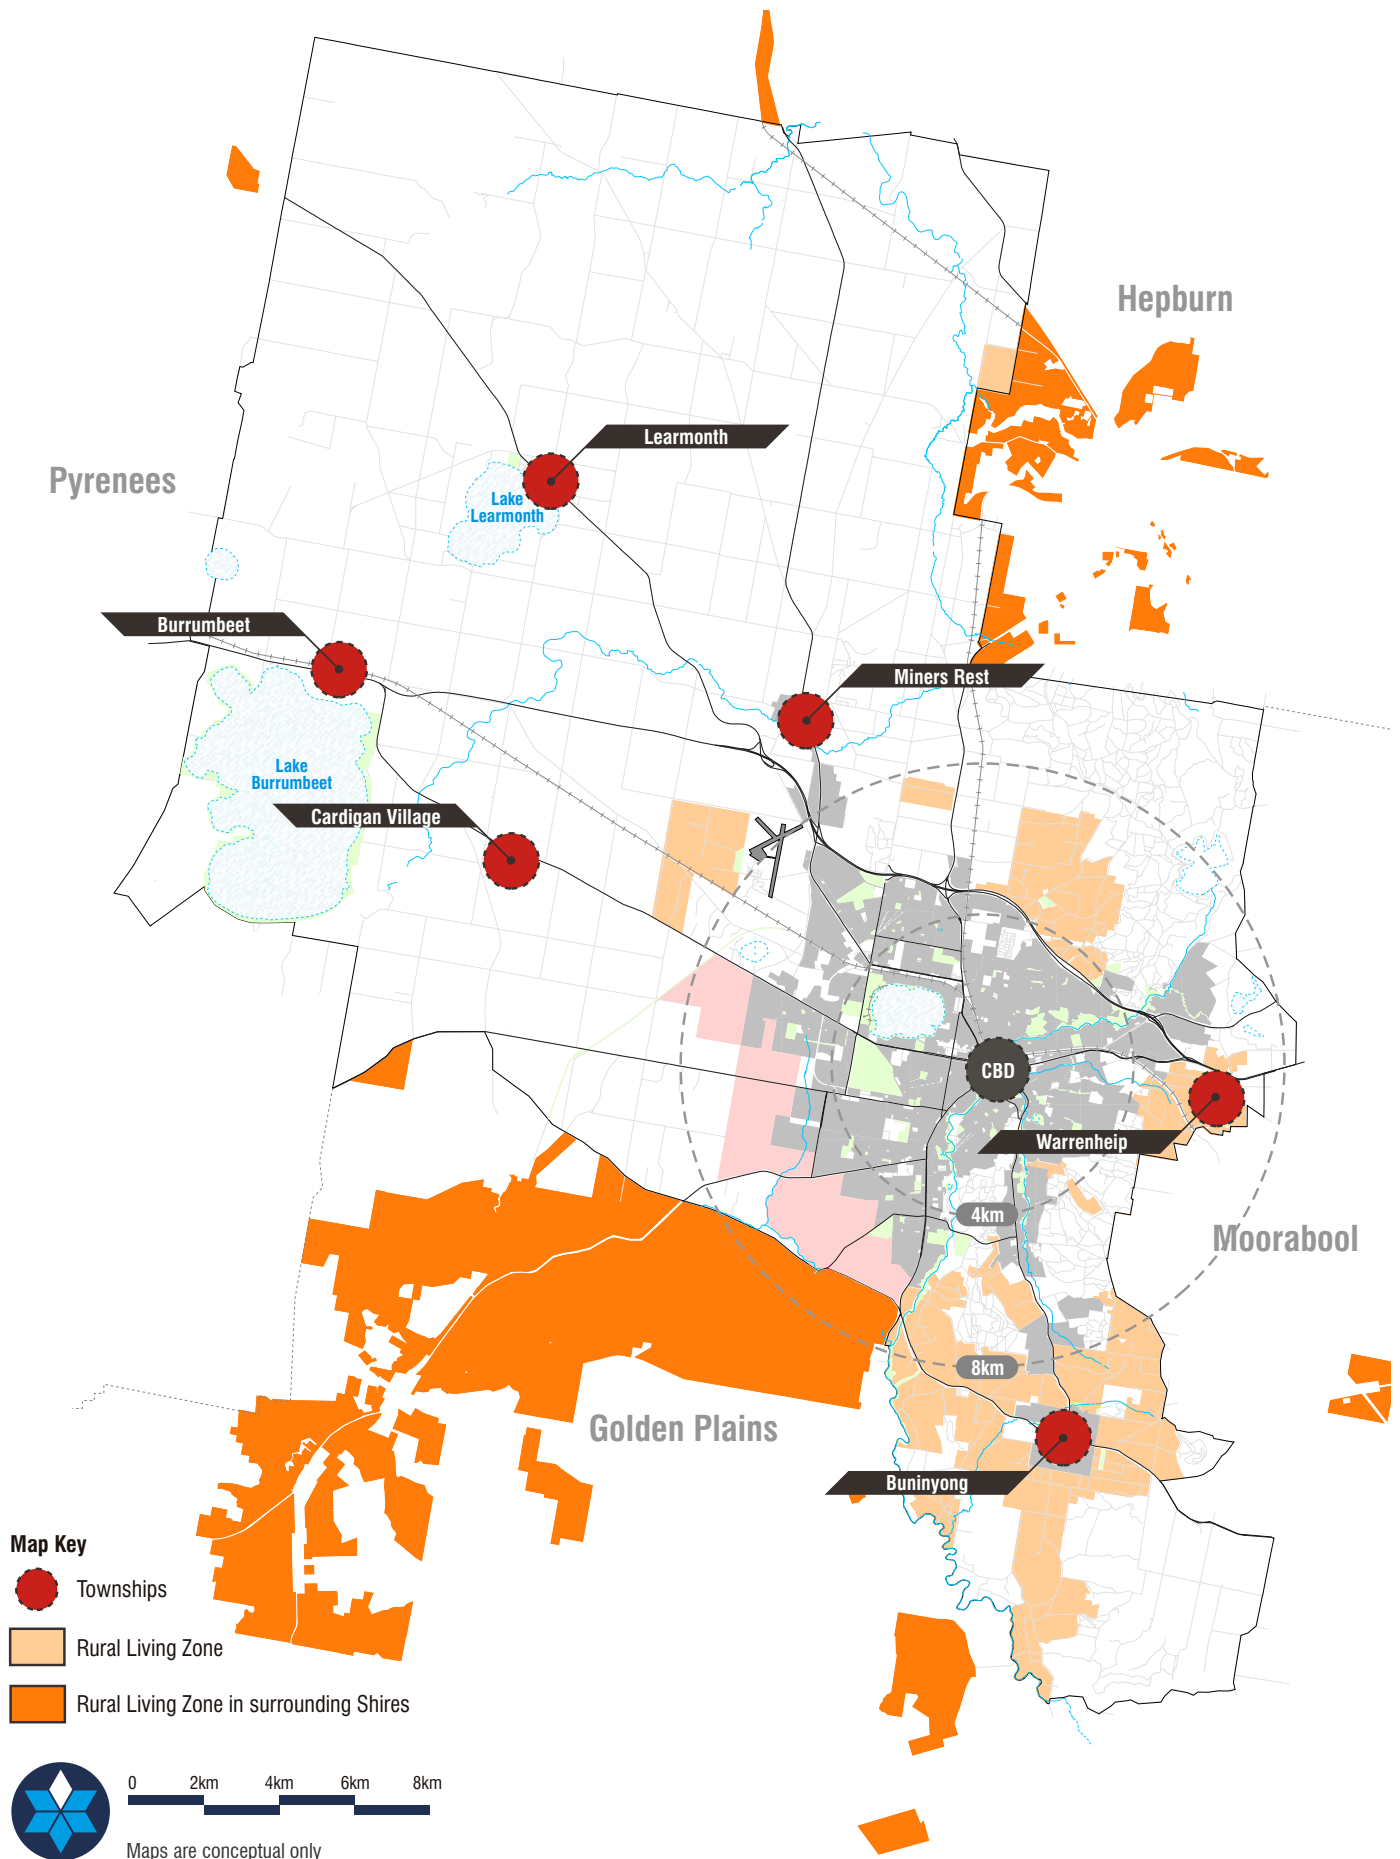 Hepburn
Learmonth
Pyrenees
Lake
Learmonth
Burrumbeet
Miners Rest
Lake
Burrumbeet
Cardigan Village
CBD
Warrenheip
4km
Moorabool
8km
Golden Plains
Buninyong
Map Key
Townships
Rural Living Zone
Rural Living Zone in surrounding Shires
0 2km 4km 6km 8km
Maps are conceptual only